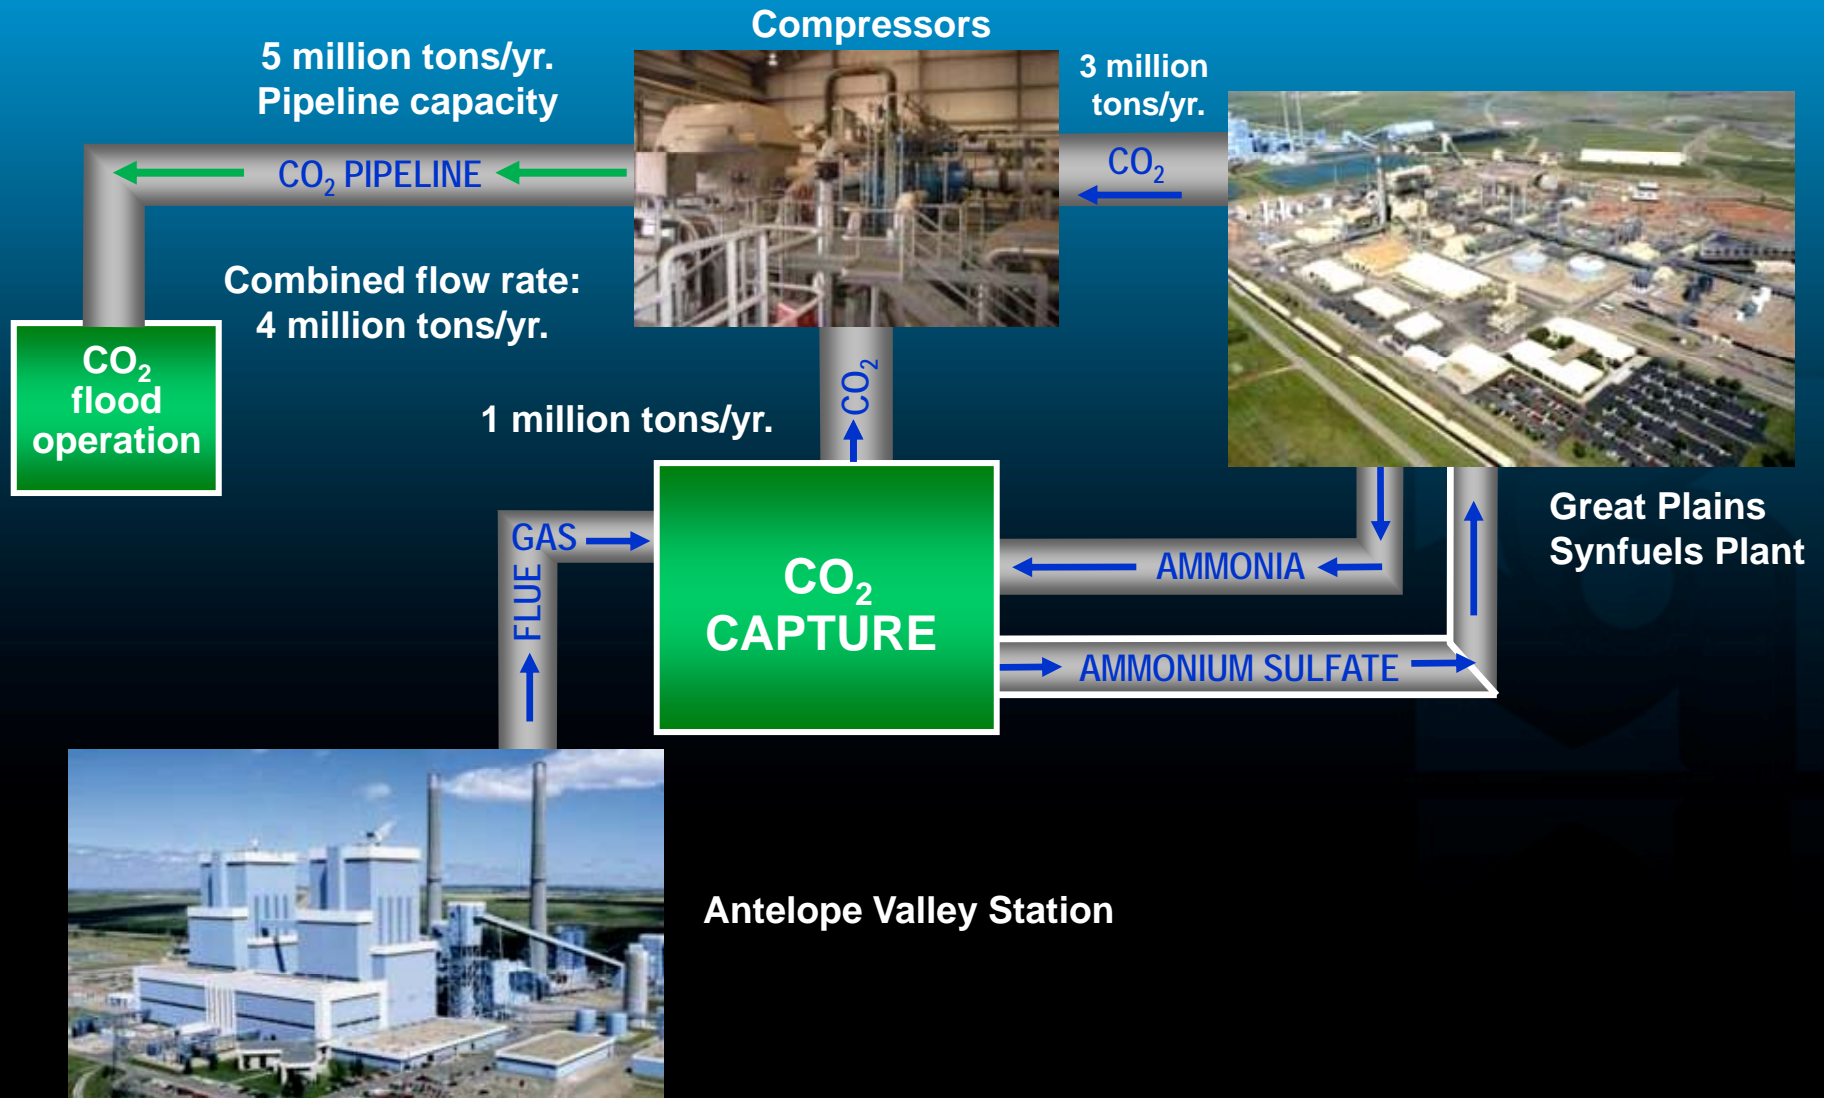 Compressors
5 million tons/yr.
Pipeline capacity
3 million
tons/yr.
CO₂ PIPELINE
CO₂
Combined flow rate:
4 million tons/yr.
CO₂
flood
operation
CO₂
1 million tons/yr.
Great Plains
Synfuels Plant
FLUE GAS
CO₂
CAPTURE
AMMONIA
AMMONIUM SULFATE
Antelope Valley Station